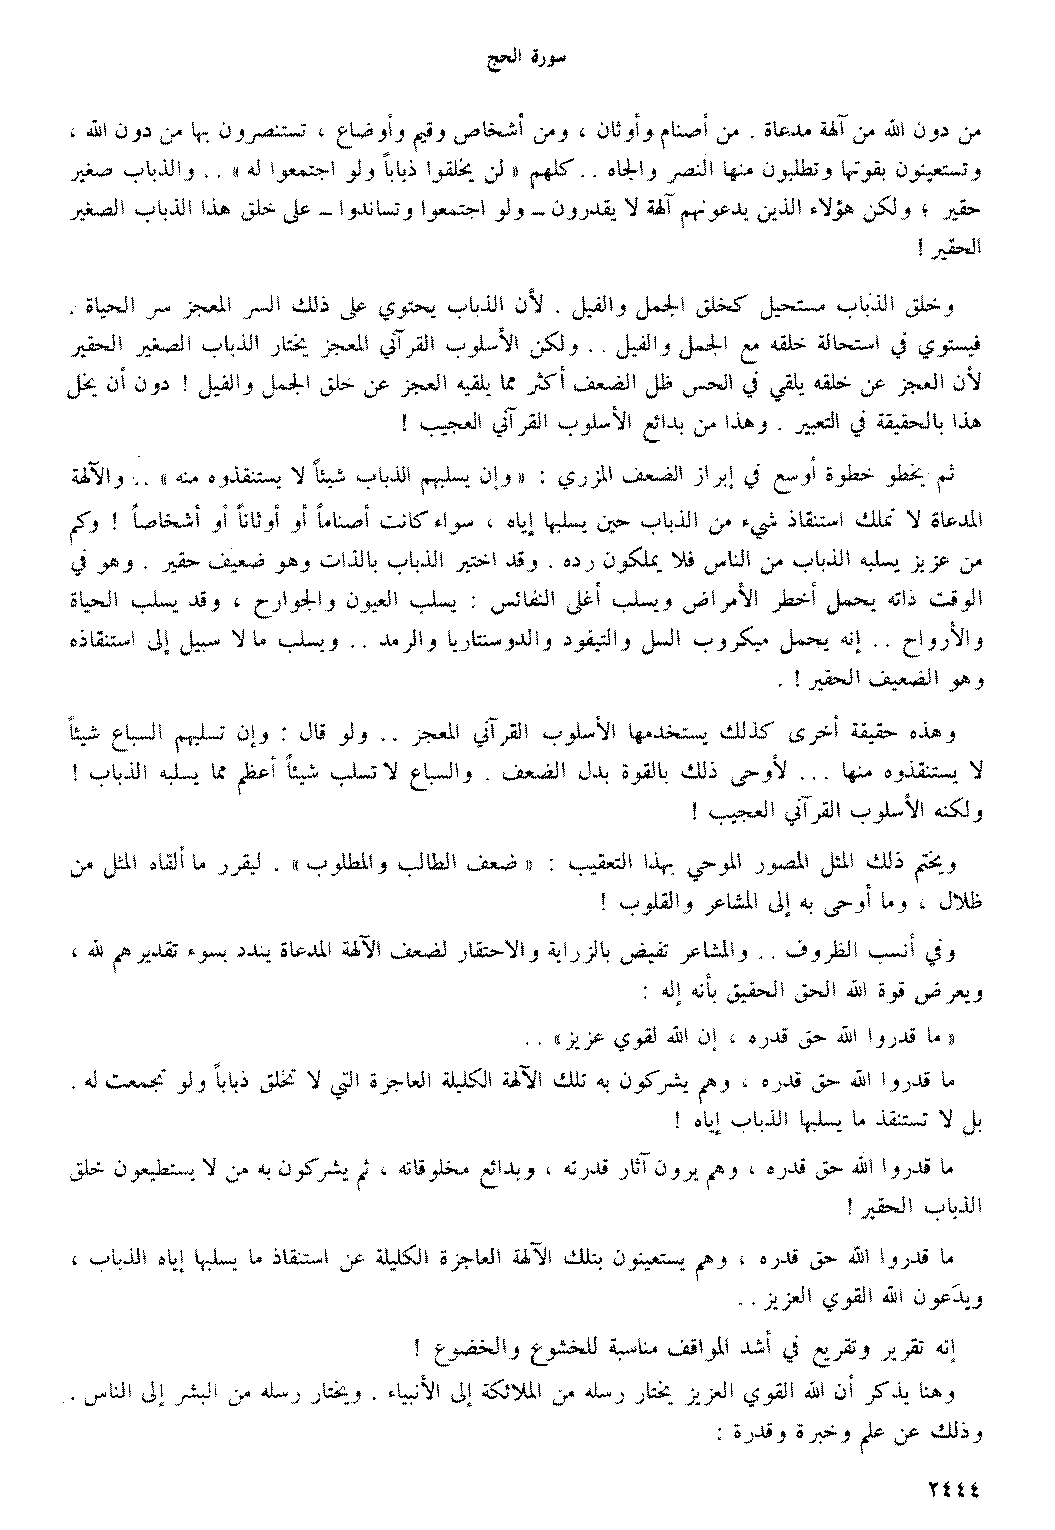 سورة الحج
من دون الله من آلهة مدعاة . من أصنام وأوثان ، ومن أشخاص وقيم وأوضاع ، تستنصرون بها من دون الله ،
وتستعينون بقوتها وتطلبون منها النصر والجاه .. كلهم « لن يخلقوا ذباباً ولو اجتمعوا له » .. والذباب صغير
حقير ؛ ولكن هؤلاء الذين يدعونهم آلهة لا يقدرون – ولو اجتمعوا وتساندوا – على خلق هذا الذباب الصغير
الحقير !
وخلق الذباب مستحيل كخلق الجمل والفيل . لأن الذباب يحتوي على ذلك السر المعجز سر الحياة .
فيستوي في استحالة خلقه مع الجمل والفيل .. ولكن الأسلوب القرآني المعجز يختار الذباب الصغير الحقير
لأن العجز عن خلقه يلقي في الحس ظل الضعف أكثر مما يلقيه العجز عن خلق الجمل والفيل ! دون أن يخل
هذا بالحقيقة في التعبير . وهذا من بدائع الأسلوب القرآني العجيب !
ثم يخطو خطوة أوسع في إبراز الضعف المزري : « وإن يسلبهم الذباب شيئاً لا يستنقذوه منه » .. والآلهة
المدعاة لا تملك استنقاذ شيء من الذباب حين يسلبها إياه ، سواء كانت أصناماً أو أوثاناً أو أشخاصاً ! وكم
من عزيز يسلبه الذباب من الناس فلا يملكون رده . وقد اختير الذباب بالذات وهو ضعيف حقير . وهو في
الوقت ذاته يحمل أخطر الأمراض ويسلب أغلى النفائس : يسلب العيون والجوارح ، وقد يسلب الحياة
والأرواح .. إنه يحمل ميكروب السل والتيفود والدوسنتاريا والرمد .. ويسلب ما لا سبيل إلى استنقاذه
وهو الضعيف الحقير ! .
وهذه حقيقة أخرى كذلك يستخدمها الأسلوب القرآني المعجز .. ولو قال : وإن تسلبهم السباع شيئاً
لا يستنقذوه منها ... لأوحى ذلك بالقوة بدل الضعف . والسباع لا تسلب شيئاً أعظم مما يسلبه الذباب !
ولكنه الأسلوب القرآني العجيب !
ويختم ذلك المثل المصور الموحي بهذا التعقيب : « ضعف الطالب والمطلوب » . ليقرر ما ألقاه المثل من
ظلال ، وما أوحى به إلى المشاعر والقلوب !
وفي أنسب الظروف .. والمشاعر تفيض بالزراية والاحتقار لضعف الآلهة المدعاة يندد بسوء تقديرهم لله ،
ويعرض قوة الله الحق الحقيق بأنه إله :
« ما قدروا الله حق قدره ، إن الله لقوي عزيز» ..
ما قدروا الله حق قدره ، وهم يشركون به تلك الآلهة الكليلة العاجزة التي لا تخلق ذباباً ولو تجمعت له .
بل لا تستنقذ ما يسلبها الذباب إياه !
ما قدروا الله حق قدره ، وهم يرون آثار قدرته ، وبدائع مخلوقاته ، ثم يشركون به من لا يستطيعون خلق
الذباب الحقير !
ما قدروا الله حق قدره ، وهم يستعينون بتلك الآلهة العاجزة الكليلة عن استنقاذ ما يسلبها إياه الذباب ،
ويدَعون الله القوي العزيز ..
إنه تقرير وتقريع في أشد المواقف مناسبة للخشوع والخضوع !
وهنا يذكر أن الله القوي العزيز يختار رسله من الملائكة إلى الأنبياء . ويختار رسله من البشر إلى الناس .
وذلك عن علم وخبرة وقدرة :
٢٤٤٤